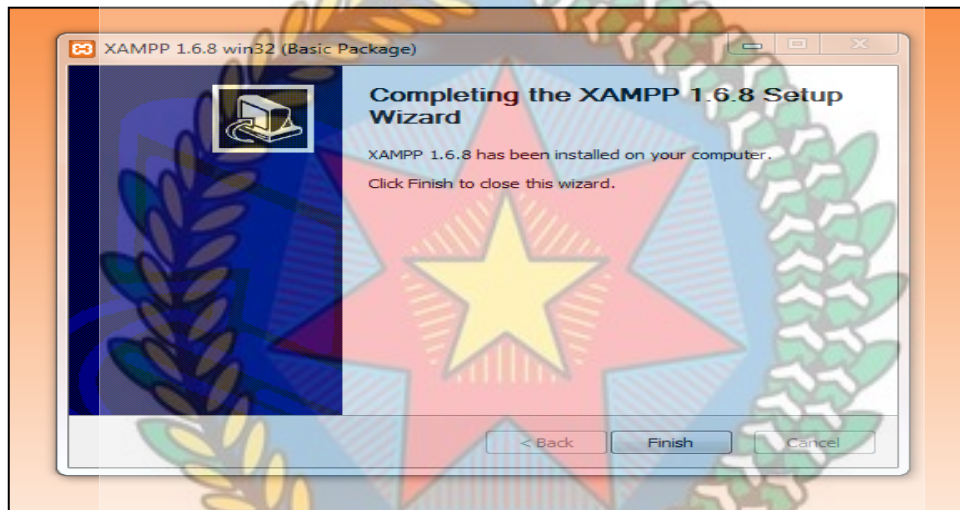 XAMPP 1.6.8 win32 (Basic Package)
Completing the XAMPP 1.6.8 Setup
Wizard
XAMPP 1.6.8 has been installed on your computer.
Click Finish to close this wizard.
< Back Finish Cancel